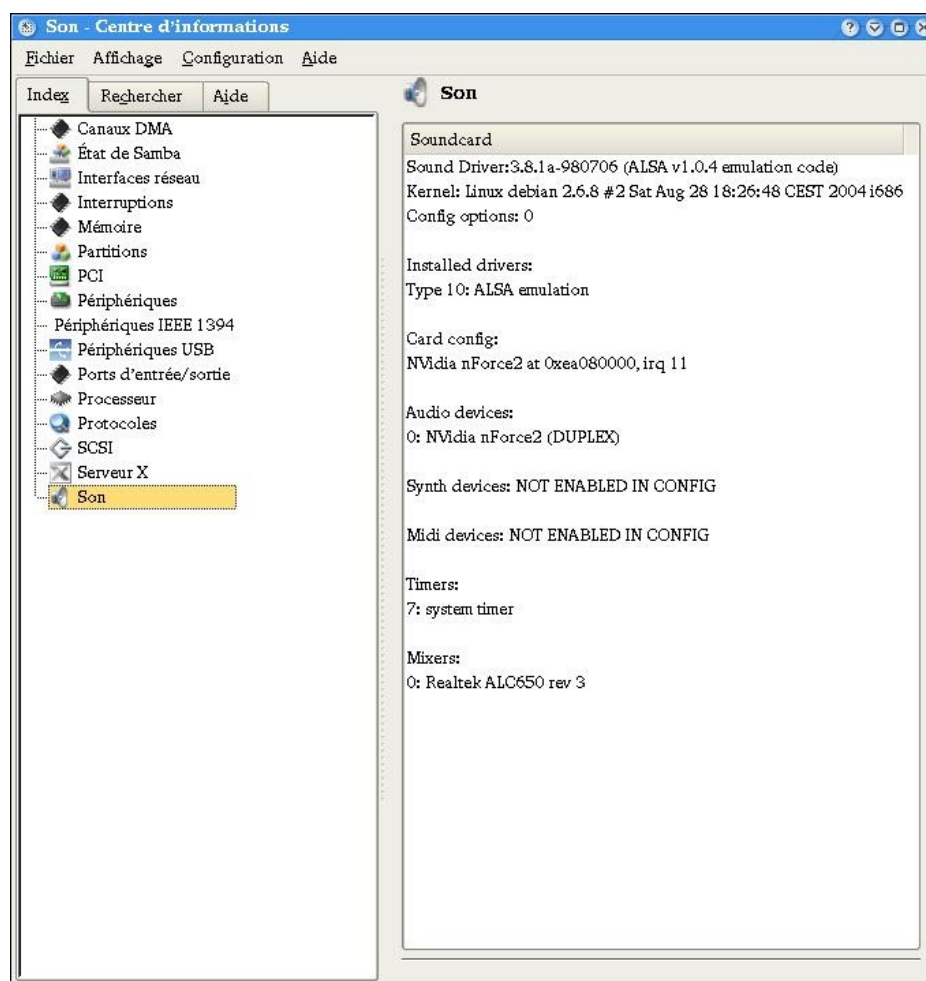 Son - Centre d'informations
Fichier Affichage Configuration Aide
Index Rechercher Aide
Canaux DMA
État de Samba
Interfaces réseau
Interruptions
Mémoire
Partitions
PCI
Périphériques
Périphériques IEEE 1394
Périphériques USB
Ports d'entrée/sortie
Processeur
Protocoles
SCSI
Serveur X
Son
Son
Soundcard
Sound Driver:3.8.1a-980706 (ALSA v1.0.4 emulation code)
Kernel: Linux debian 2.6.8 #2 Sat Aug 28 18:26:48 CEST 2004 i686
Config options: 0
Installed drivers:
Type 10: ALSA emulation
Card config:
NVidia nForce2 at 0xea080000, irq 11
Audio devices:
0: NVidia nForce2 (DUPLEX)
Synth devices: NOT ENABLED IN CONFIG
Midi devices: NOT ENABLED IN CONFIG
Timers:
7: system timer
Mixers:
0: Realtek ALC650 rev 3